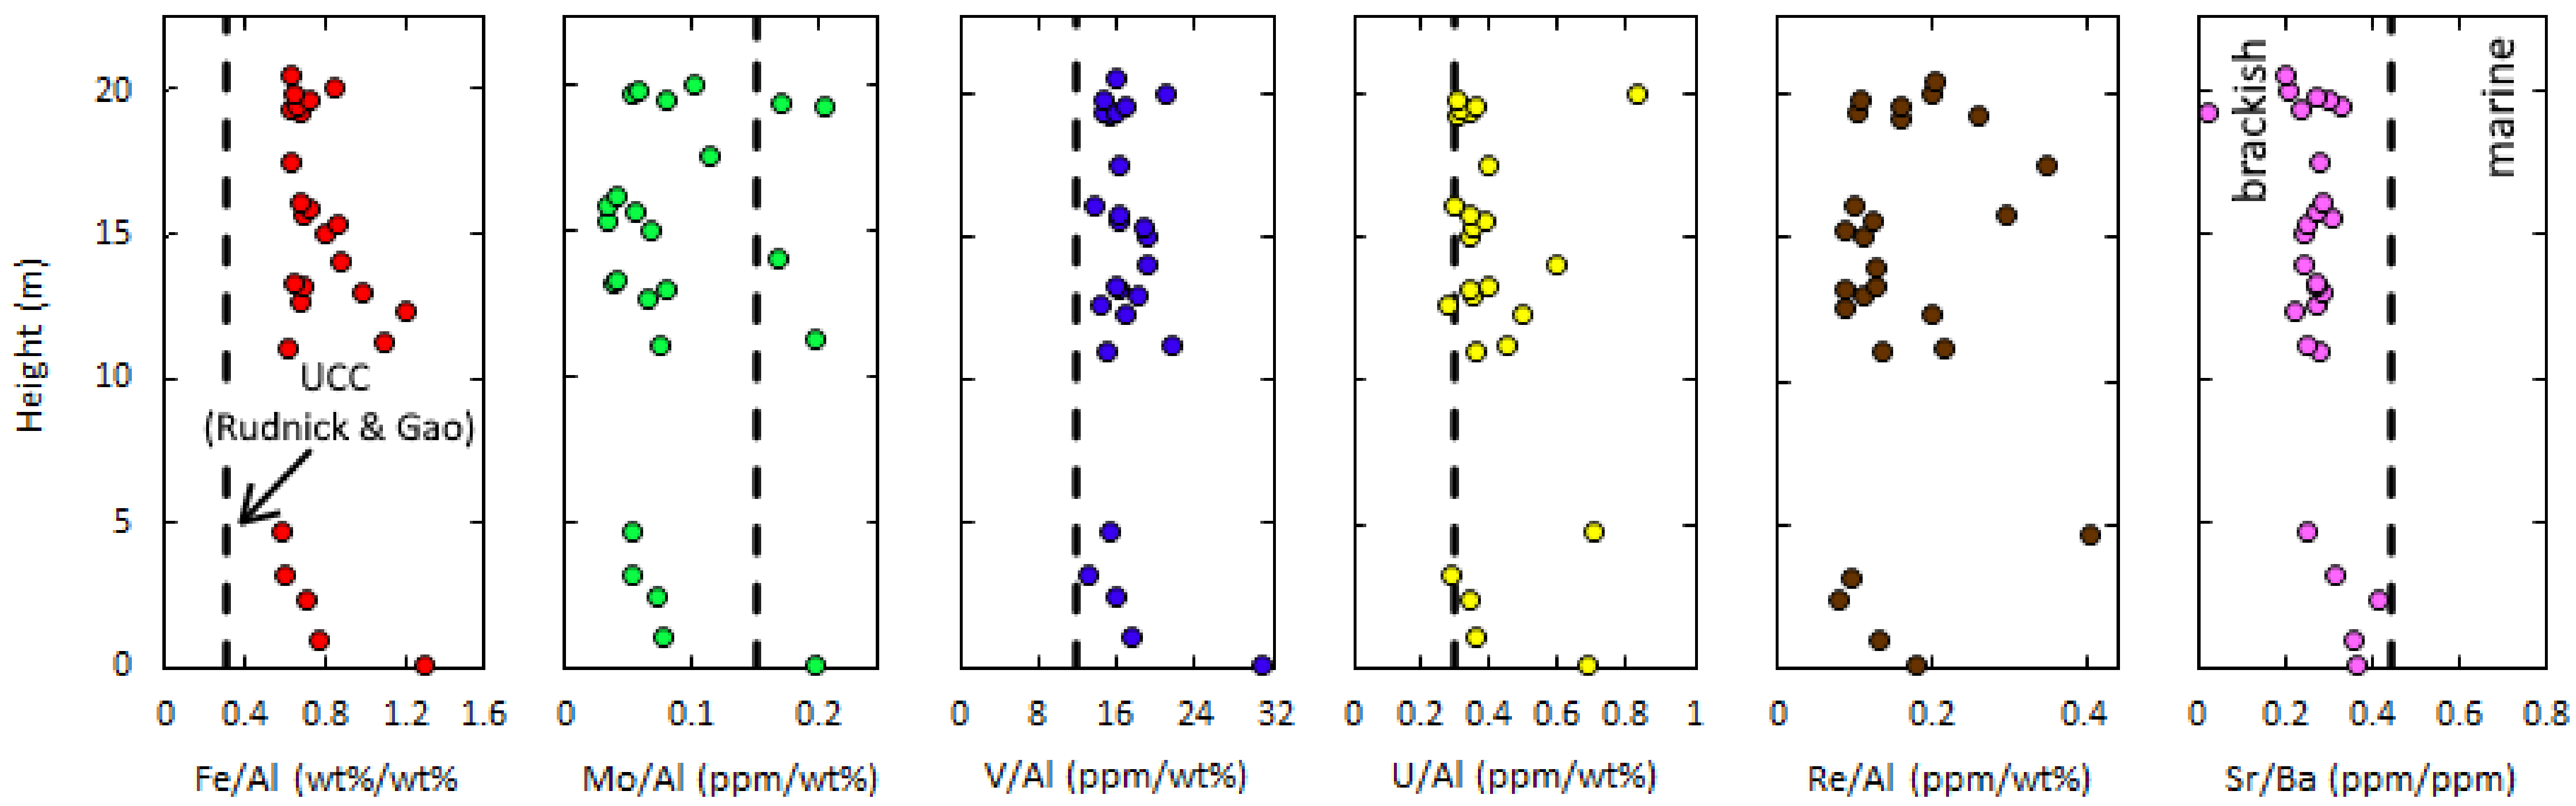 Height (m)
20
15
10
5
0
UCC
(Rudnick & Gao)
0 0.4 0.8 1.2 1.6
Fe/Al (wt%/wt%
0 0.1 0.2
Mo/Al (ppm/wt%)
0 8 16 24 32
V/Al (ppm/wt%)
0 0.2 0.4 0.6 0.8 1
U/Al (ppm/wt%)
0 0.2 0.4
Re/Al (ppm/wt%)
brackish
marine
0 0.2 0.4 0.6 0.8
Sr/Ba (ppm/ppm)